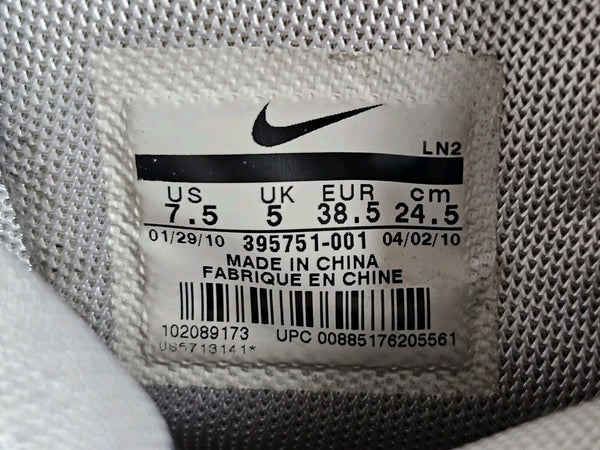 LN2
US UK EUR cm
7.5 5 38.5 24.5
01/29/10 395751-001 04/02/10
MADE IN CHINA
FABRIQUE EN CHINE
102089173 UPC 00885176205561
US5713141*